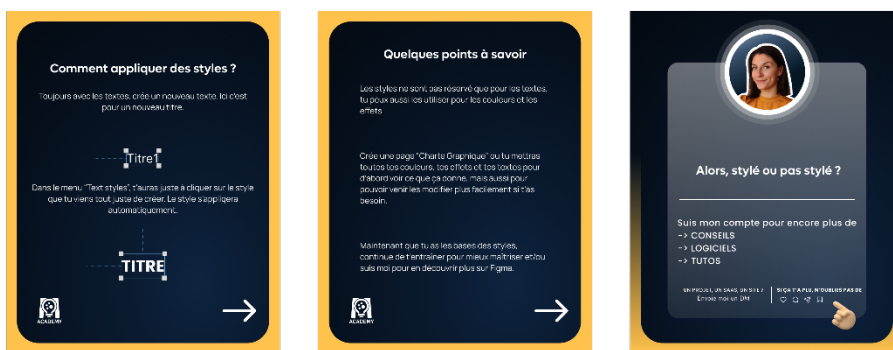 Comment appliquer des styles ?
Toujours avec les textes, crée un nouveau texte. Ici c'est
pour un nouveau titre.
Titre1
Dans le menu "Text styles", t'auras juste à cliquer sur le style
que tu viens tout juste de créer. Le style s'appliqera
automatiquement.
TITRE
ACADEMY
Quelques points à savoir
Les styles ne sont pas réservé que pour les textes,
tu peux aussi les utiliser pour les couleurs et les
effets
Crée une page "Charte Graphique" ou tu mettras
toutes tes couleurs, tes effets et tes textes pour
d'abord voir ce que ça donne, mais aussi pour
pouvoir venir les modifier plus facilement si t'as
besoin.
Maintenant que tu as les bases des styles,
continue de t'entraîner pour mieux maîtriser et/ou
suis moi pour en découvrir plus sur Figma.
ACADEMY
Alors, stylé ou pas stylé ?
Suis mon compte pour encore plus de
-> CONSEILS
-> LOGICIELS
-> TUTOS
UN PROJET, UN SAAS, UN SITE ?
Envoie moi un DM
SI ÇA T'A PLU, N'OUBLIES PAS DE